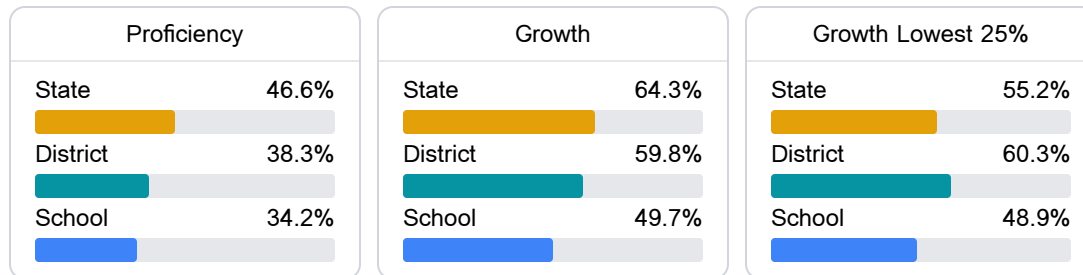 Proficiency
State 46.6%
District 38.3%
School 34.2%
Growth
State 64.3%
District 59.8%
School 49.7%
Growth Lowest 25%
State 55.2%
District 60.3%
School 48.9%